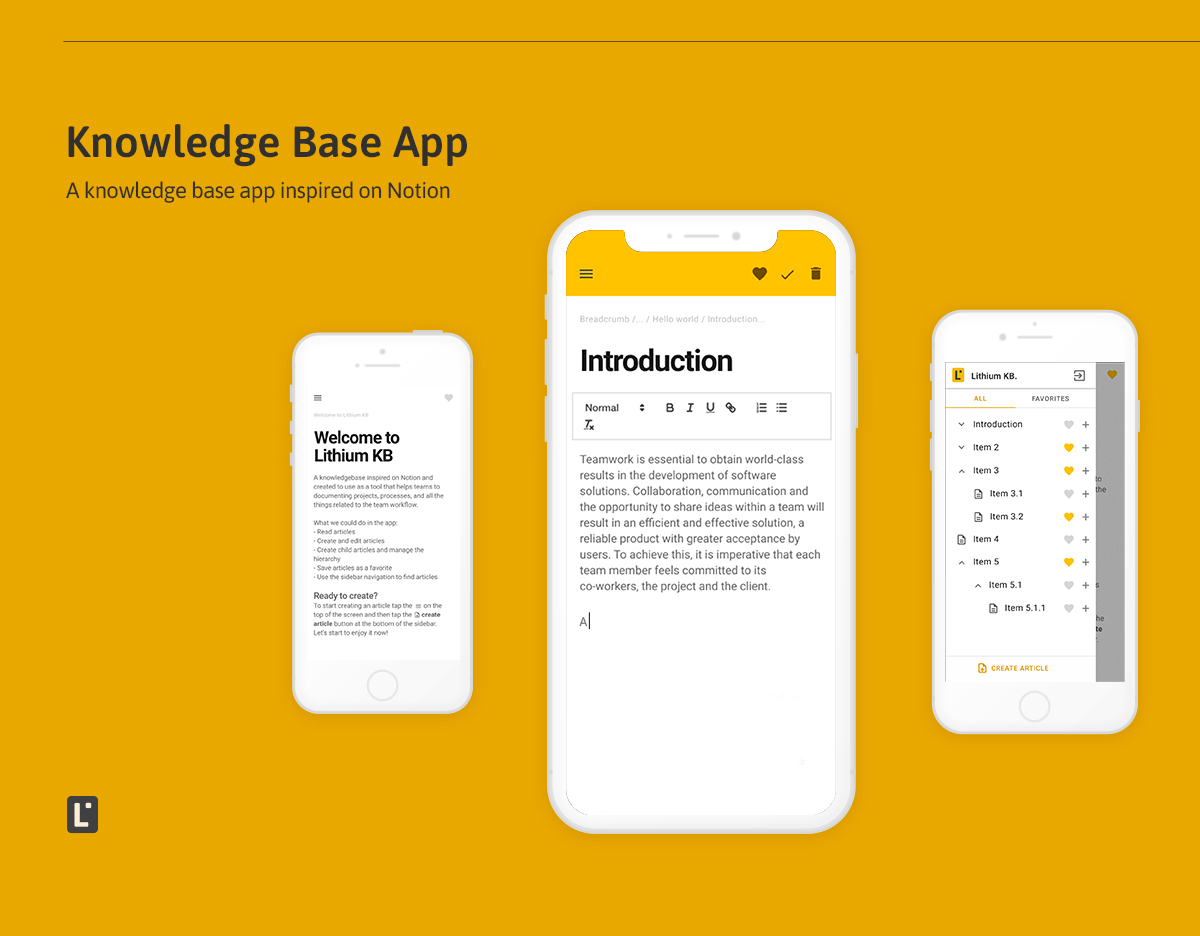 Knowledge Base App
A knowledge base app inspired on Notion
Welcome to Lithium KB
Welcome to
Lithium KB
A knowledgebase inspired on Notion and
created to use as a tool that helps teams to
documenting projects, processes, and all the
things related to the team workflow.
What we could do in the app:
- Read articles
- Create and edit articles
- Create child articles and manage the
hierarchy
- Save articles as a favorite
- Use the sidebar navigation to find articles
Ready to create?
To start creating an article tap the on the
top of the screen and then tap the create
article button at the bottom of the sidebar.
Let's start to enjoy it now!
Breadcrumb /... / Hello world / Introduction...
Introduction
Normal B I U
Tx
Teamwork is essential to obtain world-class
results in the development of software
solutions. Collaboration, communication and
the opportunity to share ideas within a team will
result in an efficient and effective solution, a
reliable product with greater acceptance by
users. To achieve this, it is imperative that each
team member feels committed to its
co-workers, the project and the client.
A
L Lithium KB.
ALL FAVORITES
Introduction
Item 2
Item 3
Item 3.1
Item 3.2
Item 4
Item 5
Item 5.1
Item 5.1.1
CREATE ARTICLE
to
the
s
he
te
L